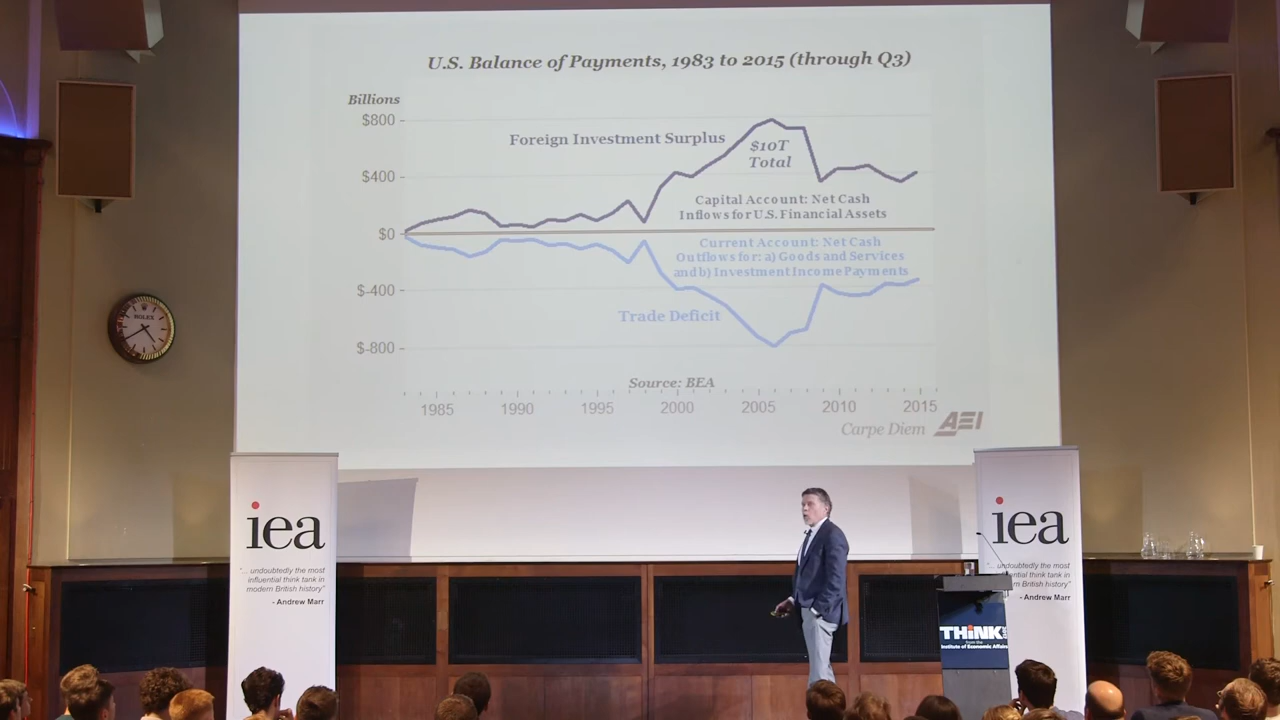 U.S. Balance of Payments, 1983 to 2015 (through Q3)
Billions
$800
Foreign Investment Surplus
$10T
Total
$400
Capital Account: Net Cash
Inflows for U.S. Financial Assets
$0
Current Account: Net Cash
Outflows for: a) Goods and Services
and b) Investment Income Payments
$-400
Trade Deficit
$-800
Source: BEA
1985 1990 1995 2000 2005 2010 2015
Carpe Diem AEI
ROLEX
iea
"... undoubtedly the most
influential think tank in
modern British history"
- Andrew Marr
iea
undoubtedly the most
ential think tank in
rn British history"
- Andrew Marr
THiNK
from the
Institute of Economic Affairs